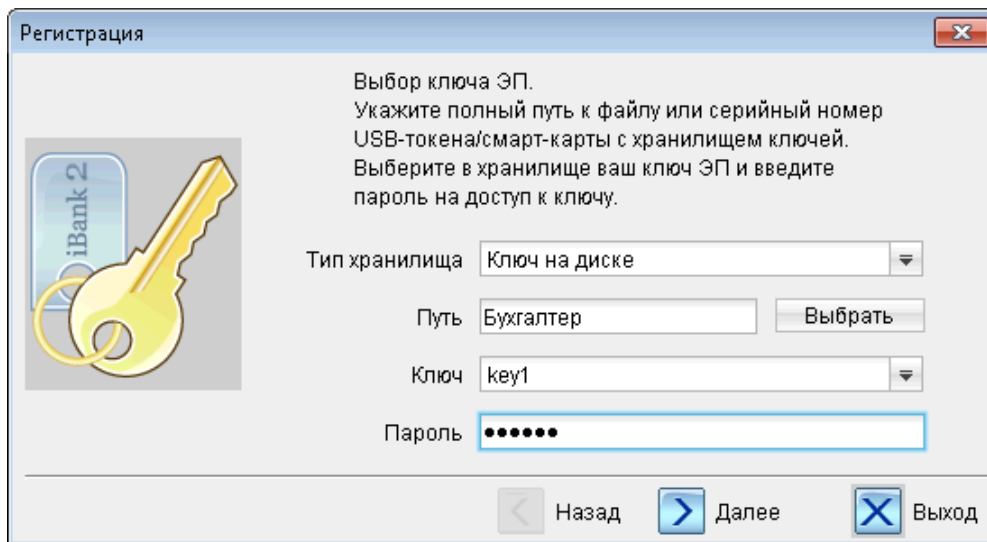 Регистрация
Выбор ключа ЭП.
Укажите полный путь к файлу или серийный номер
USB-токена/смарт-карты с хранилищем ключей.
Выберите в хранилище ваш ключ ЭП и введите
пароль на доступ к ключу.
iBank 2
Тип хранилища Ключ на диске
Путь Бухгалтер Выбрать
Ключ key1
Пароль ••••••
Назад Далее Выход